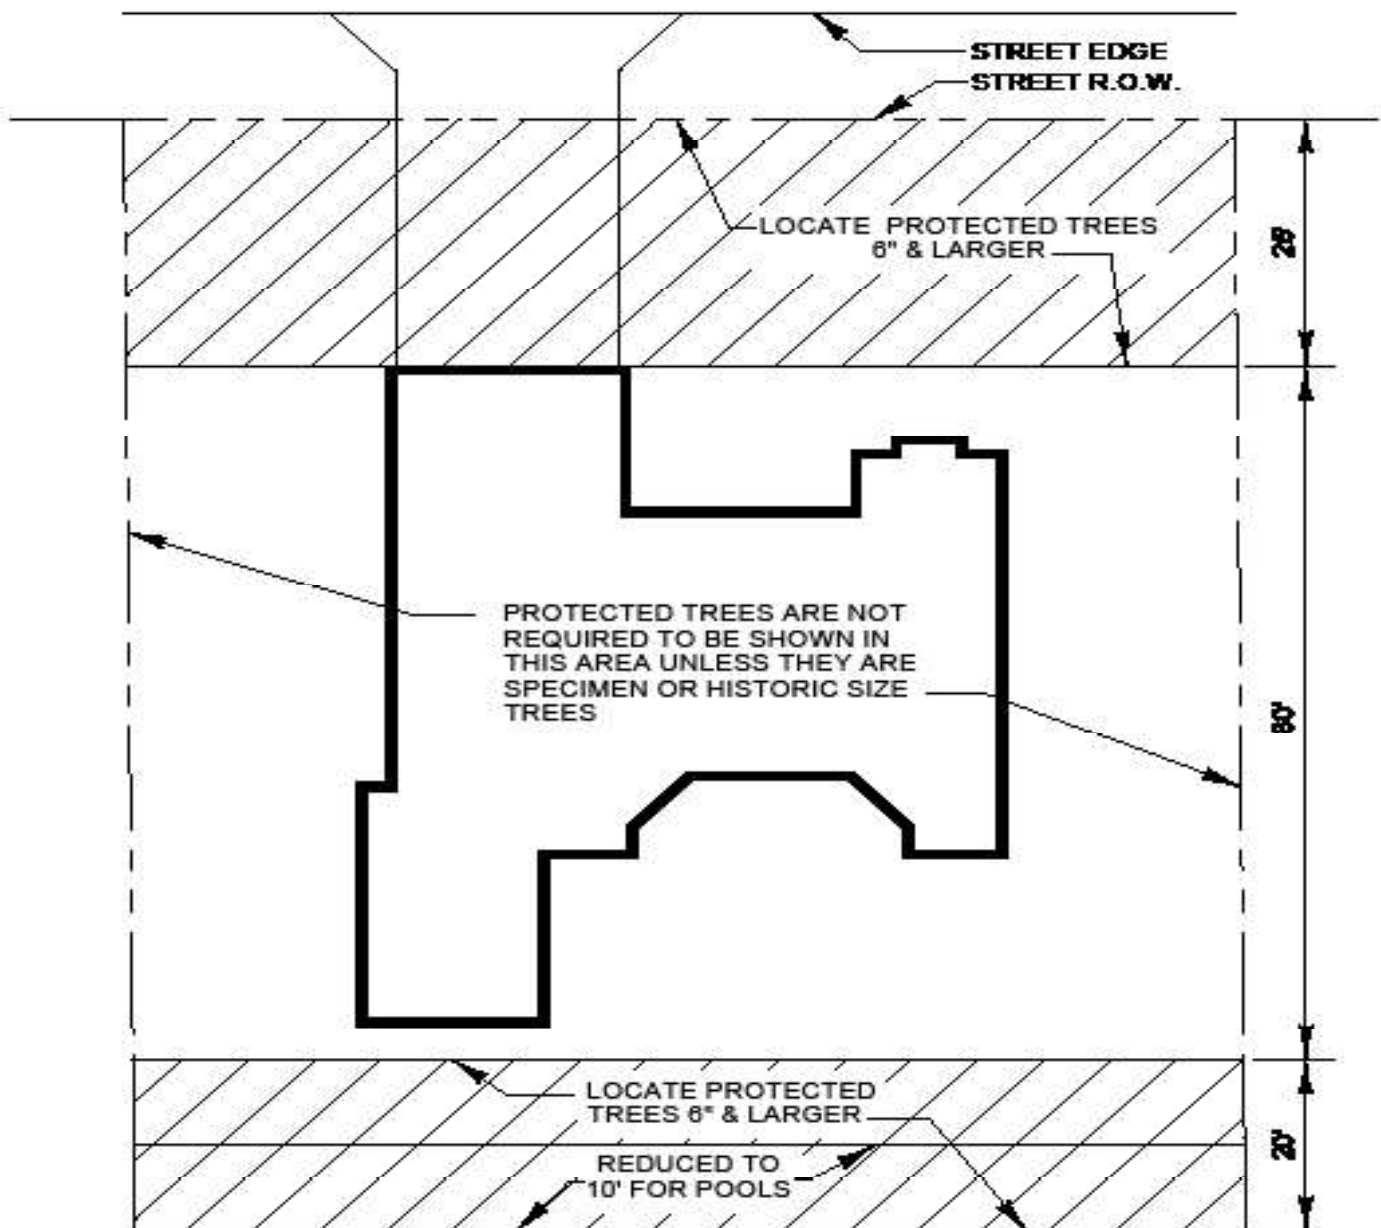 STREET EDGE
STREET R.O.W.
LOCATE PROTECTED TREES
6" & LARGER
PROTECTED TREES ARE NOT
REQUIRED TO BE SHOWN IN
THIS AREA UNLESS THEY ARE
SPECIMEN OR HISTORIC SIZE
TREES
80'
LOCATE PROTECTED
TREES 6" & LARGER
20'
REDUCED TO
10' FOR POOLS